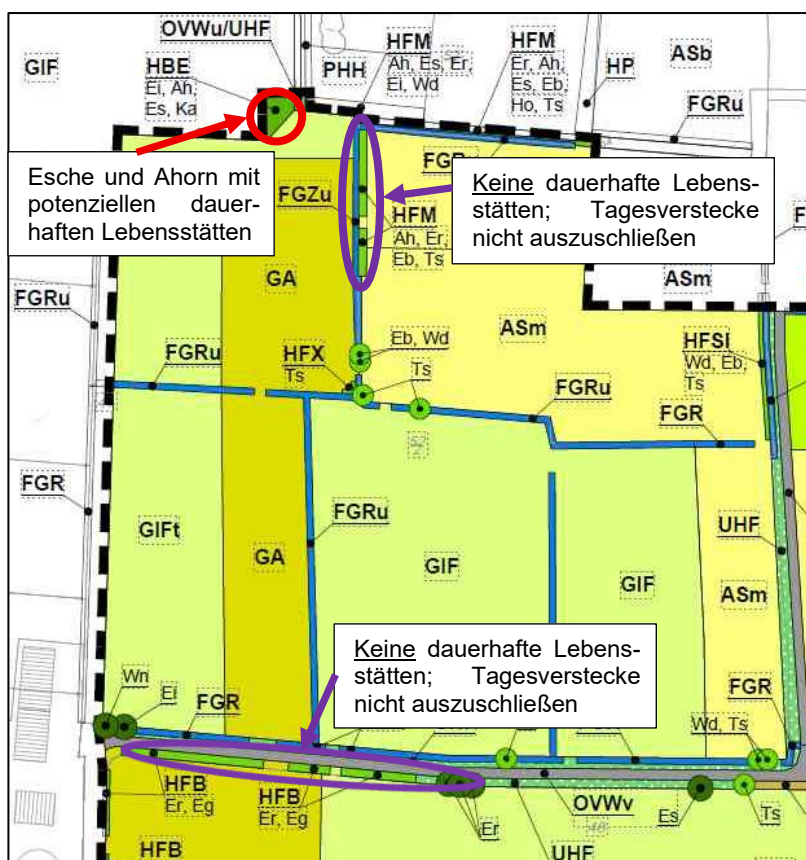 OVWu/UHF
HFM
Ah, Es, Er,
Ei, Wd
HFM
Er, Ah,
Es, Eb,
Ho, Ts
HP
ASb
GIF
HBE
Ei, Ah,
Es, Ka
PHH
FGRu
Esche und Ahorn mit
potenziellen dauer-
haften Lebensstätten
FGZu
HFM
Ah, Er,
Eb, Ts
Keine dauerhafte Lebens-
stätten; Tagesverstecke
nicht auszuschließen
ASm
GA
FGRu
ASm
Eb, Wd
HFSI
Wd, Eb,
Ts
FGRu
HFX
Ts
Ts
FGRu
FGR
FGR
GIFt
GA
FGRu
GIF
GIF
UHF
ASm
Keine dauerhafte Lebens-
stätten; Tagesverstecke
nicht auszuschließen
Wn
Ei
FGR
Wd, Ts
FGR
HFB
Er, Eg
HFB
Er, Eg
Er
OVWv
Es
Ts
HFB
UHF